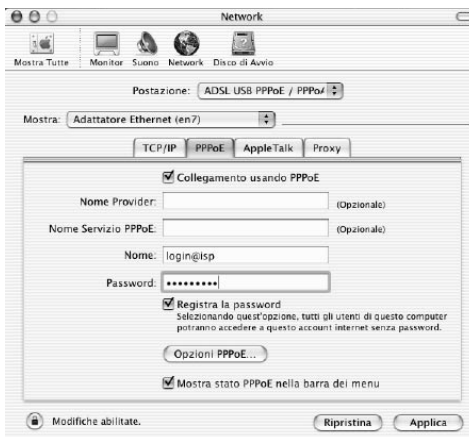 Network
Mostra Tutte Monitor Suono Network Disco di Avvio
Postazione: ADSL USB PPPoE / PPPoA
Mostra: Adattatore Ethernet (en7)
TCP/IP PPPoE AppleTalk Proxy
Collegamento usando PPPoE
Nome Provider: (Opzionale)
Nome Servizio PPPoE: (Opzionale)
Nome: login@isp
Password: •••••••••
Registra la password
Selezionando quest'opzione, tutti gli utenti di questo computer
potranno accedere a questo account internet senza password.
Opzioni PPPoE...
Mostra stato PPPoE nella barra dei menu
Modifiche abilitate. Ripristina Applica